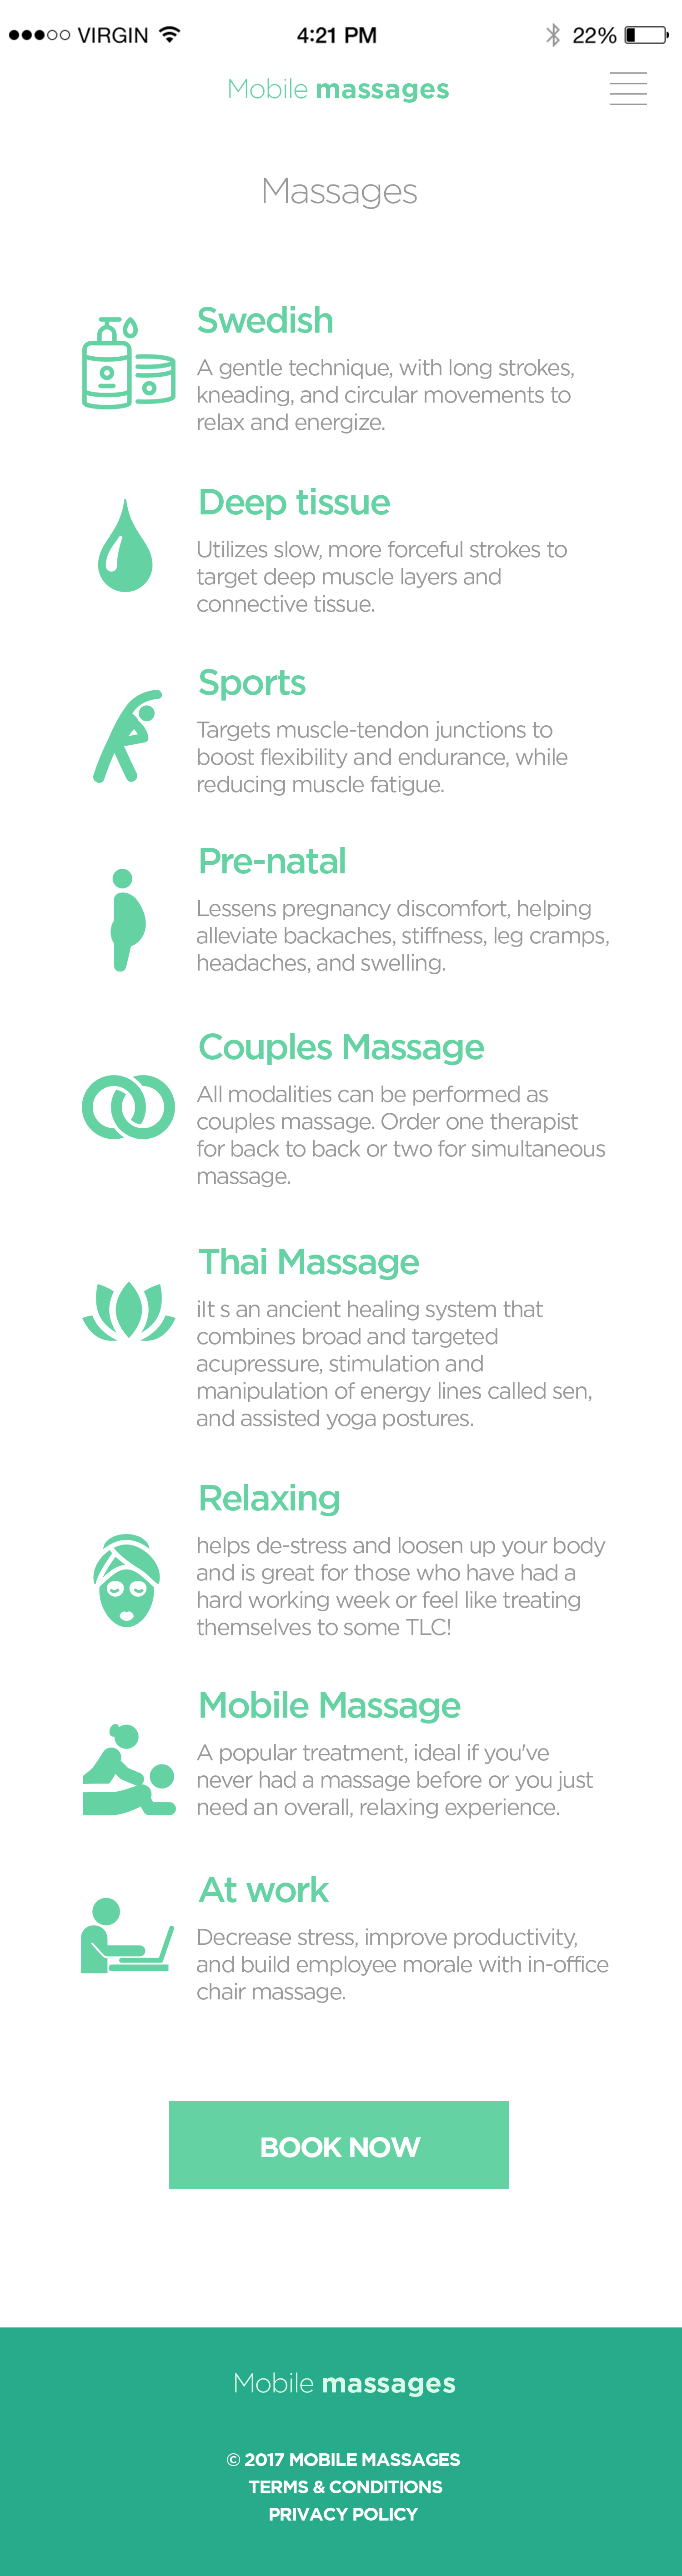 VIRGIN 4:21 PM 22%
Mobile massages
Massages
Swedish
A gentle technique, with long strokes,
kneading, and circular movements to
relax and energize.
Deep tissue
Utilizes slow, more forceful strokes to
target deep muscle layers and
connective tissue.
Sports
Targets muscle-tendon junctions to
boost flexibility and endurance, while
reducing muscle fatigue.
Pre-natal
Lessens pregnancy discomfort, helping
alleviate backaches, stiffness, leg cramps,
headaches, and swelling.
Couples Massage
All modalities can be performed as
couples massage. Order one therapist
for back to back or two for simultaneous
massage.
Thai Massage
iIt s an ancient healing system that
combines broad and targeted
acupressure, stimulation and
manipulation of energy lines called sen,
and assisted yoga postures.
Relaxing
helps de-stress and loosen up your body
and is great for those who have had a
hard working week or feel like treating
themselves to some TLC!
Mobile Massage
A popular treatment, ideal if you've
never had a massage before or you just
need an overall, relaxing experience.
At work
Decrease stress, improve productivity,
and build employee morale with in-office
chair massage.
BOOK NOW
Mobile massages
© 2017 MOBILE MASSAGES
TERMS & CONDITIONS
PRIVACY POLICY